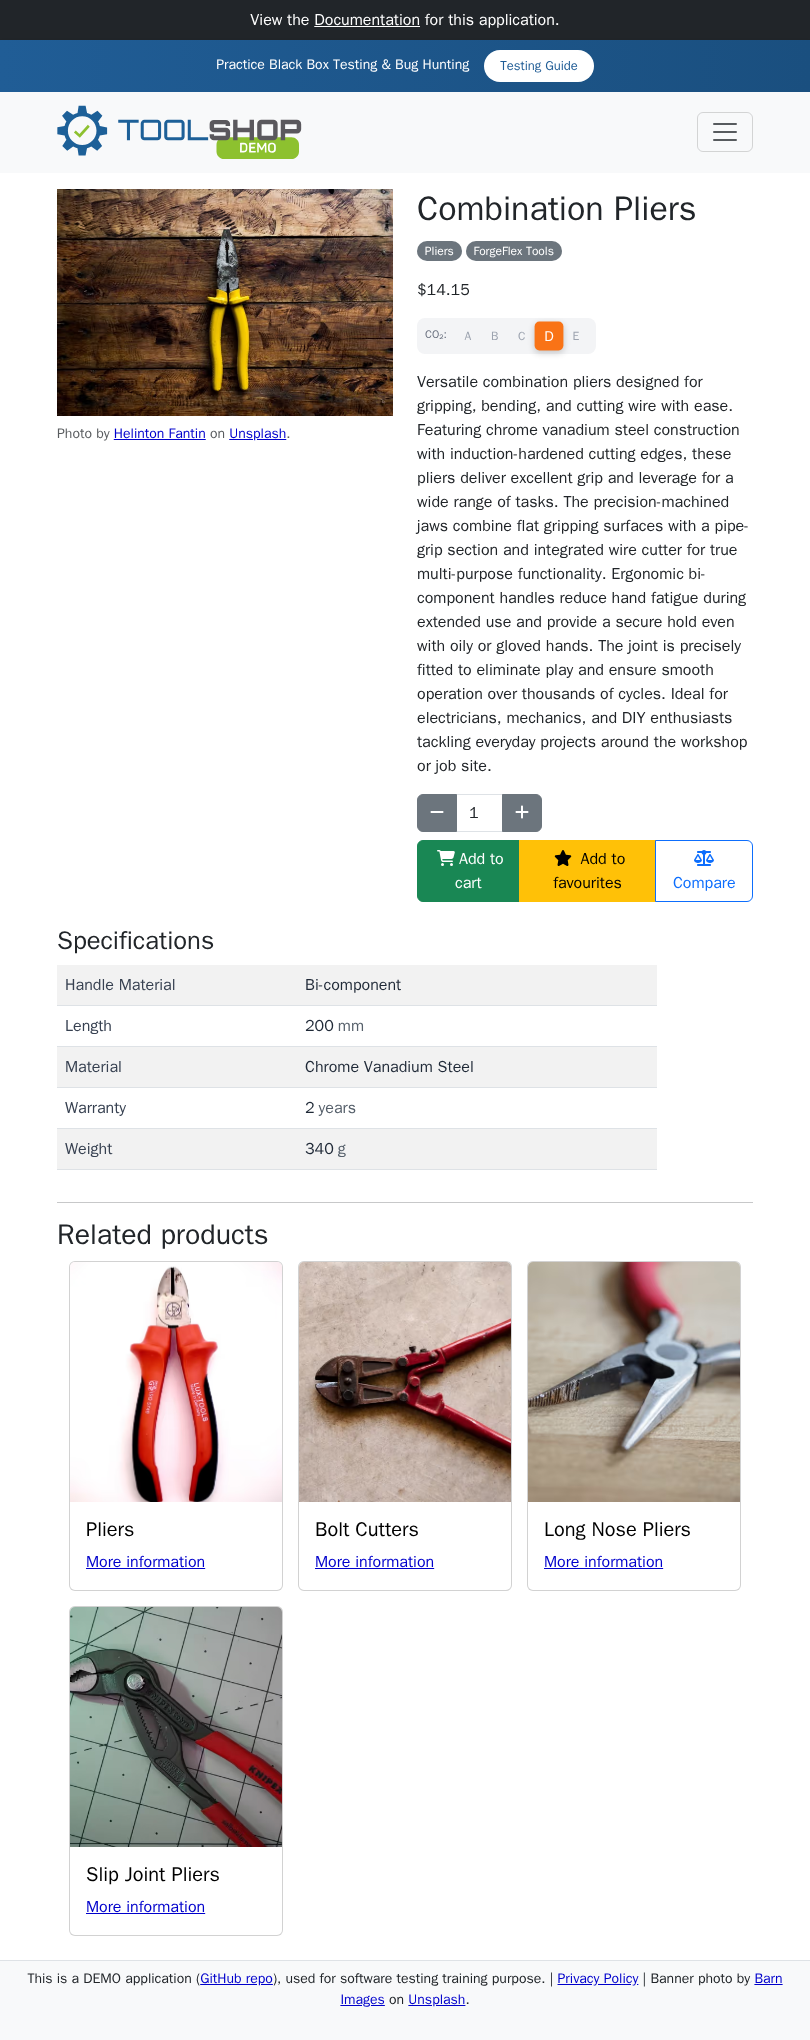 View the Documentation for this application.
Practice Black Box Testing & Bug Hunting Testing Guide
TOOLSHOP
DEMO
Combination Pliers
Pliers ForgeFlex Tools
$14.15
CO₂: A B C D E
Photo by Helinton Fantin on Unsplash.
Versatile combination pliers designed for
gripping, bending, and cutting wire with ease.
Featuring chrome vanadium steel construction
with induction-hardened cutting edges, these
pliers deliver excellent grip and leverage for a
wide range of tasks. The precision-machined
jaws combine flat gripping surfaces with a pipe-
grip section and integrated wire cutter for true
multi-purpose functionality. Ergonomic bi-
component handles reduce hand fatigue during
extended use and provide a secure hold even
with oily or gloved hands. The joint is precisely
fitted to eliminate play and ensure smooth
operation over thousands of cycles. Ideal for
electricians, mechanics, and DIY enthusiasts
tackling everyday projects around the workshop
or job site.
1
Add to
cart
Add to
favourites
Compare
Specifications
Handle Material Bi-component
Length 200 mm
Material Chrome Vanadium Steel
Warranty 2 years
Weight 340 g
Related products
LUX-TOOLS
Pliers
More information
Bolt Cutters
More information
Long Nose Pliers
More information
KNIPEX
Slip Joint Pliers
More information
This is a DEMO application (GitHub repo), used for software testing training purpose. | Privacy Policy | Banner photo by Barn
Images on Unsplash.